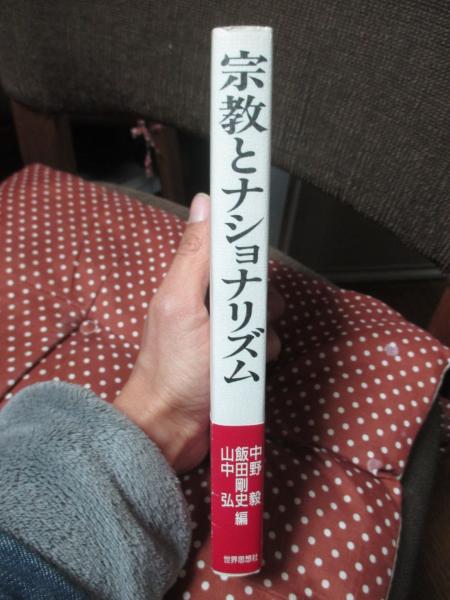 宗教とナショナリズム
中野 毅
飯田剛史
山中 弘
編
世界思想社